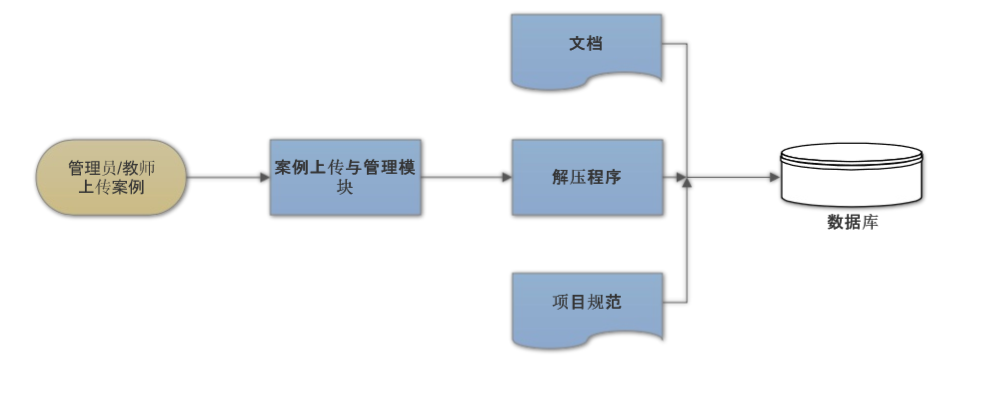 文档
管理员/教师
上传案例
案例上传与管理模
块
解压程序
数据库
项目规范